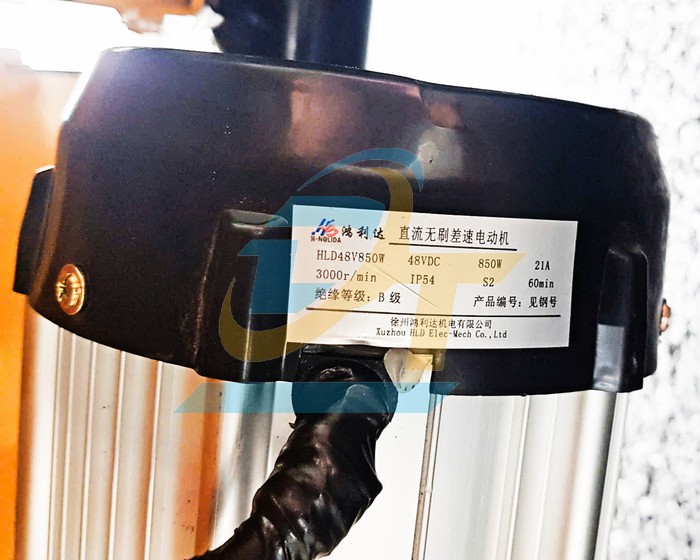 鸿利达 直流无刷差速电动机
H-NQLIDA
HLD48V850W 48VDC 850W 21A
3000r/min IP54 S2 60min
绝缘等级：B 级 产品编号：见钢号
徐州鸿利达机电有限公司
Xuzhou HLD Elec-Mech Co.,Ltd